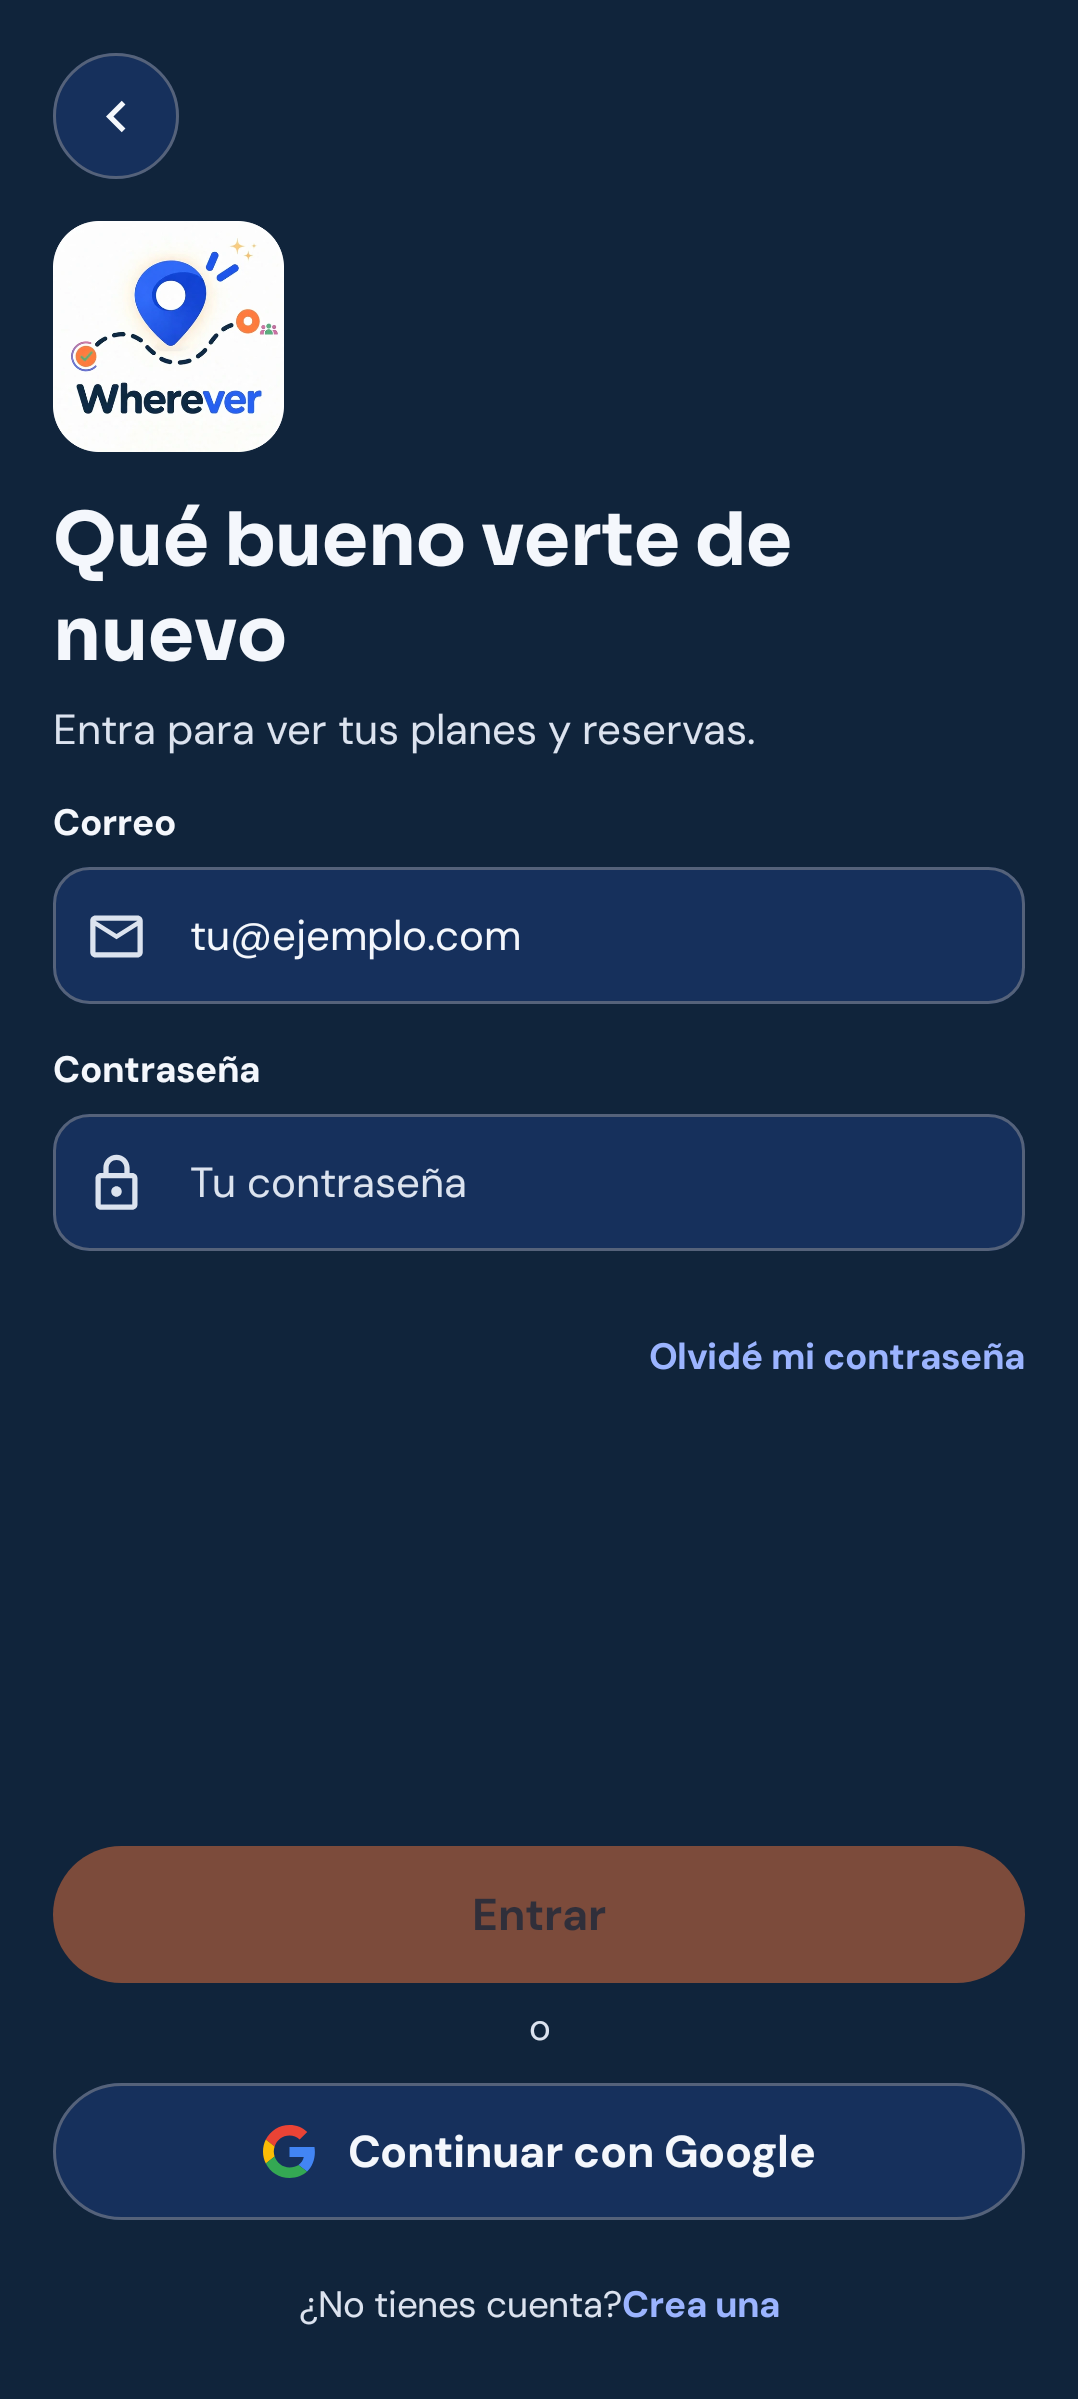 Wherever
Qué bueno verte de
nuevo
Entra para ver tus planes y reservas.
Correo
tu@ejemplo.com
Contraseña
Tu contraseña
Olvidé mi contraseña
Entrar
o
Continuar con Google
¿No tienes cuenta?Crea una